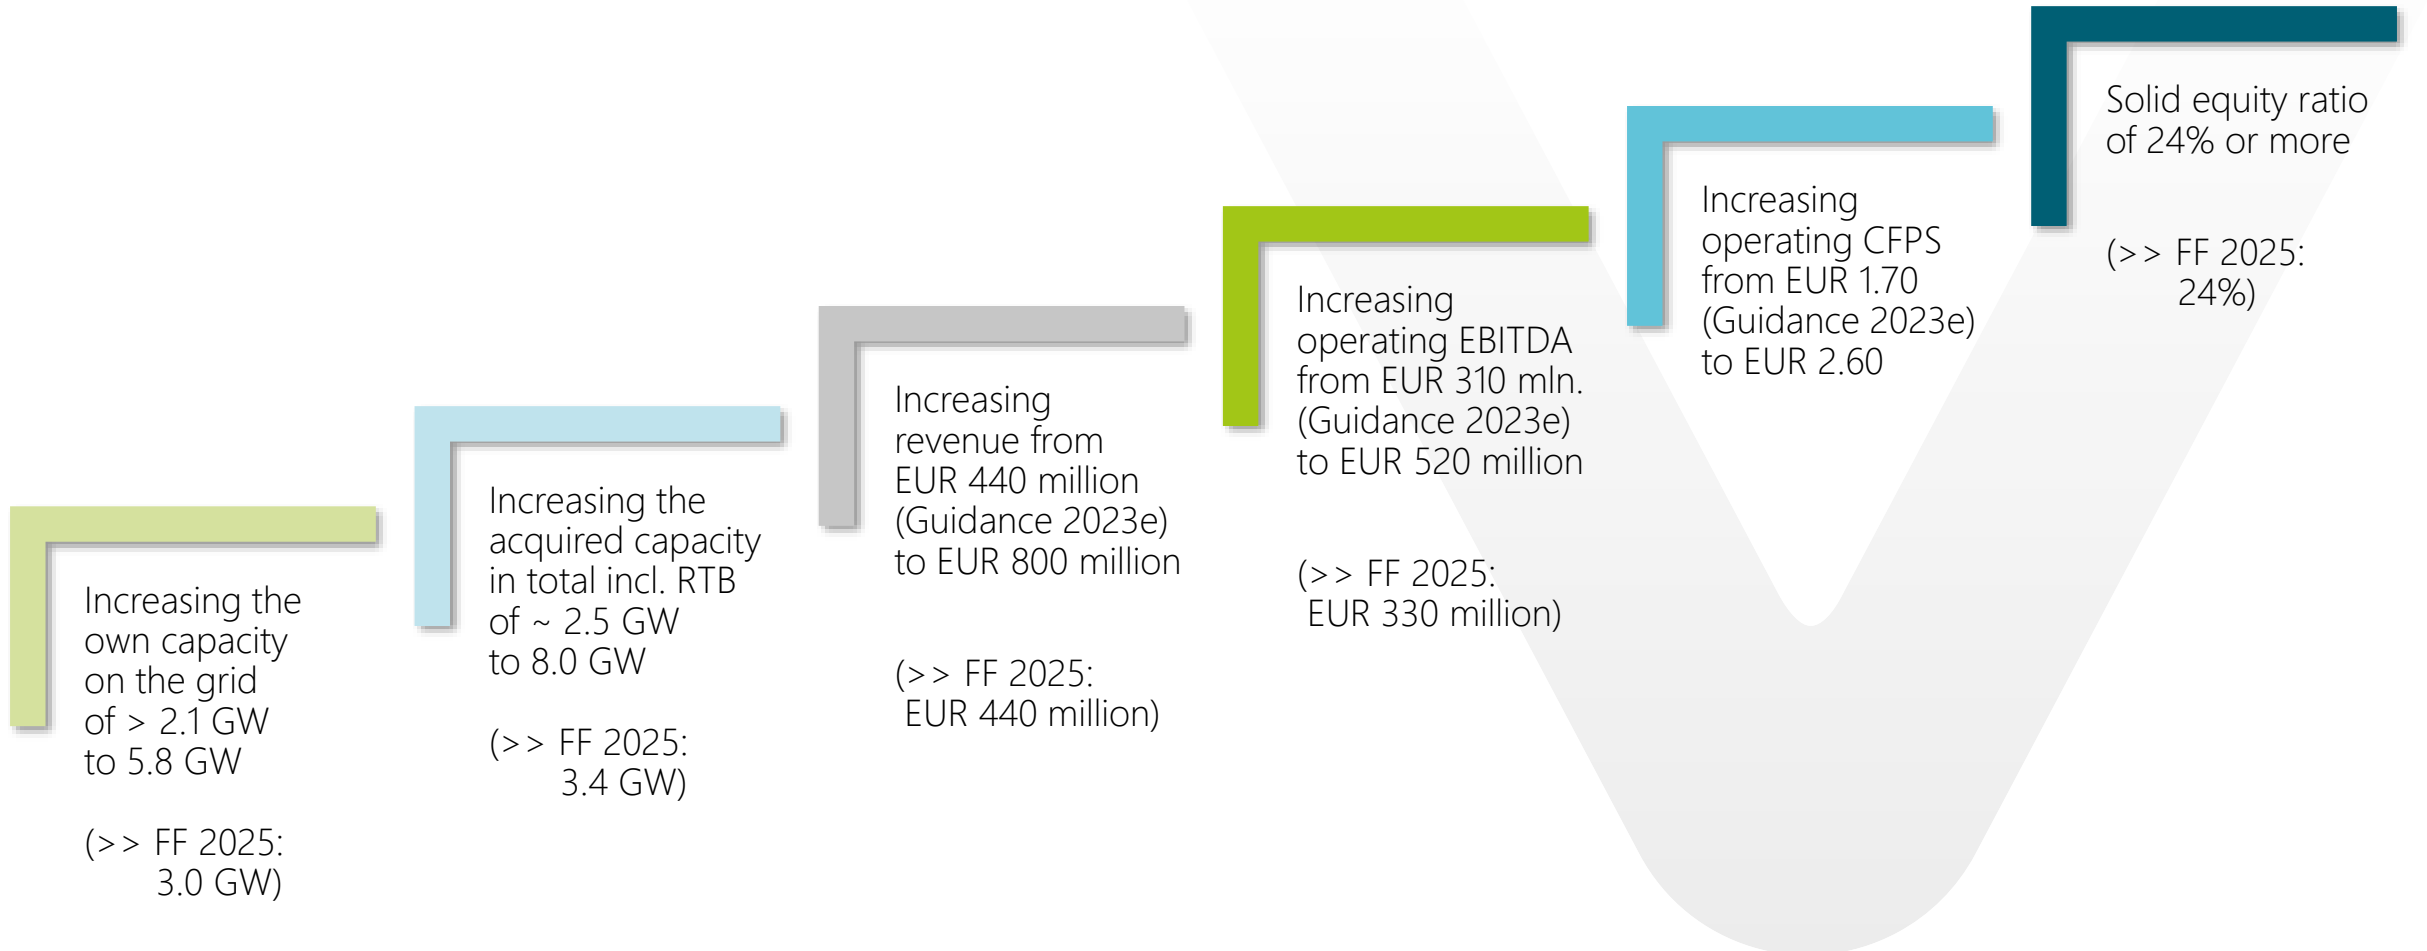 Increasing the
own capacity
on the grid
of > 2.1 GW
to 5.8 GW
(>> FF 2025:
3.0 GW)
Increasing the
acquired capacity
in total incl. RTB
of ~ 2.5 GW
to 8.0 GW
(>> FF 2025:
3.4 GW)
Increasing
revenue from
EUR 440 million
(Guidance 2023e)
to EUR 800 million
(>> FF 2025:
EUR 440 million)
Increasing
operating EBITDA
from EUR 310 mln.
(Guidance 2023e)
to EUR 520 million
(>> FF 2025:
EUR 330 million)
Increasing
operating CFPS
from EUR 1.70
(Guidance 2023e)
to EUR 2.60
Solid equity ratio
of 24% or more
(>> FF 2025:
24%)